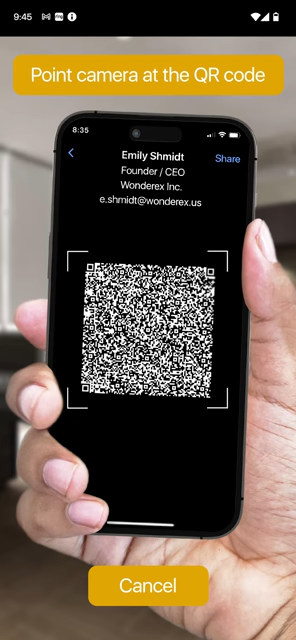 9:45
Point camera at the QR code
8:35
Emily Shmidt
Share
Founder / CEO
Wonderex Inc.
e.shmidt@wonderex.us
Cancel